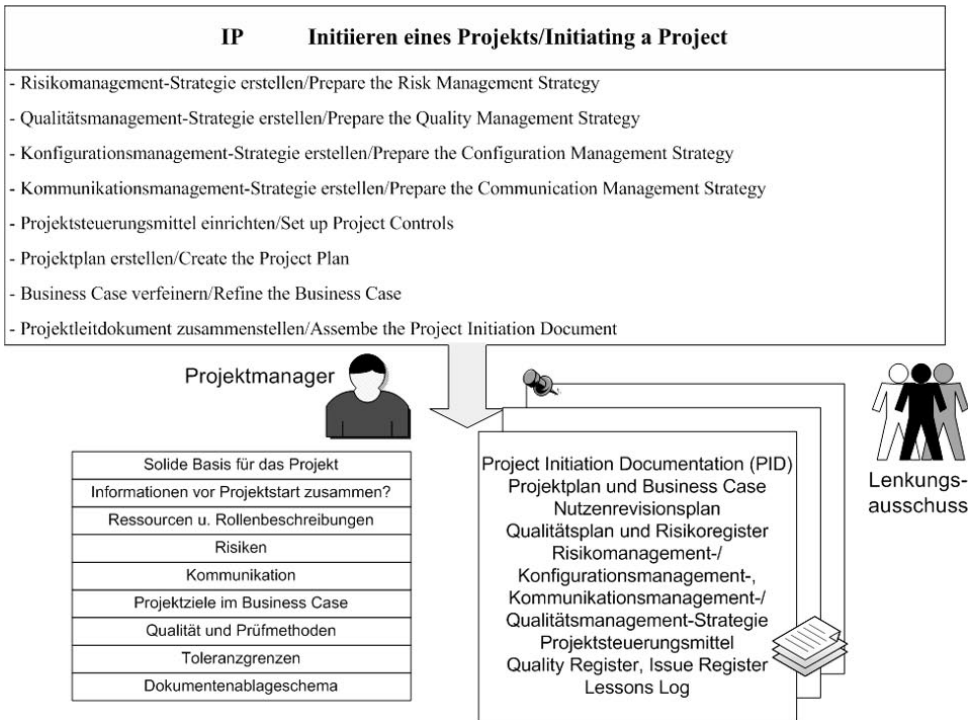 IP Initiieren eines Projekts/Initiating a Project
- Risikomanagement-Strategie erstellen/Prepare the Risk Management Strategy
- Qualitätsmanagement-Strategie erstellen/Prepare the Quality Management Strategy
- Konfigurationsmanagement-Strategie erstellen/Prepare the Configuration Management Strategy
- Kommunikationsmanagement-Strategie erstellen/Prepare the Communication Management Strategy
- Projektsteuerungsmittel einrichten/Set up Project Controls
- Projektplan erstellen/Create the Project Plan
- Business Case verfeinern/Refine the Business Case
- Projektleitdokument zusammenstellen/Assembe the Project Initiation Document
Projektmanager
Solide Basis für das Projekt
Informationen vor Projektstart zusammen?
Ressourcen u. Rollenbeschreibungen
Risiken
Kommunikation
Projektziele im Business Case
Qualität und Prüfmethoden
Toleranzgrenzen
Dokumentenablageschema
Project Initiation Documentation (PID)
Projektplan und Business Case
Nutzenrevisionsplan
Qualitätsplan und Risikoregister
Risikomanagement-/
Konfigurationsmanagement-,
Kommunikationsmanagement-/
Qualitätsmanagement-Strategie
Projektsteuerungsmittel
Quality Register, Issue Register
Lessons Log
Lenkungs-
ausschuss